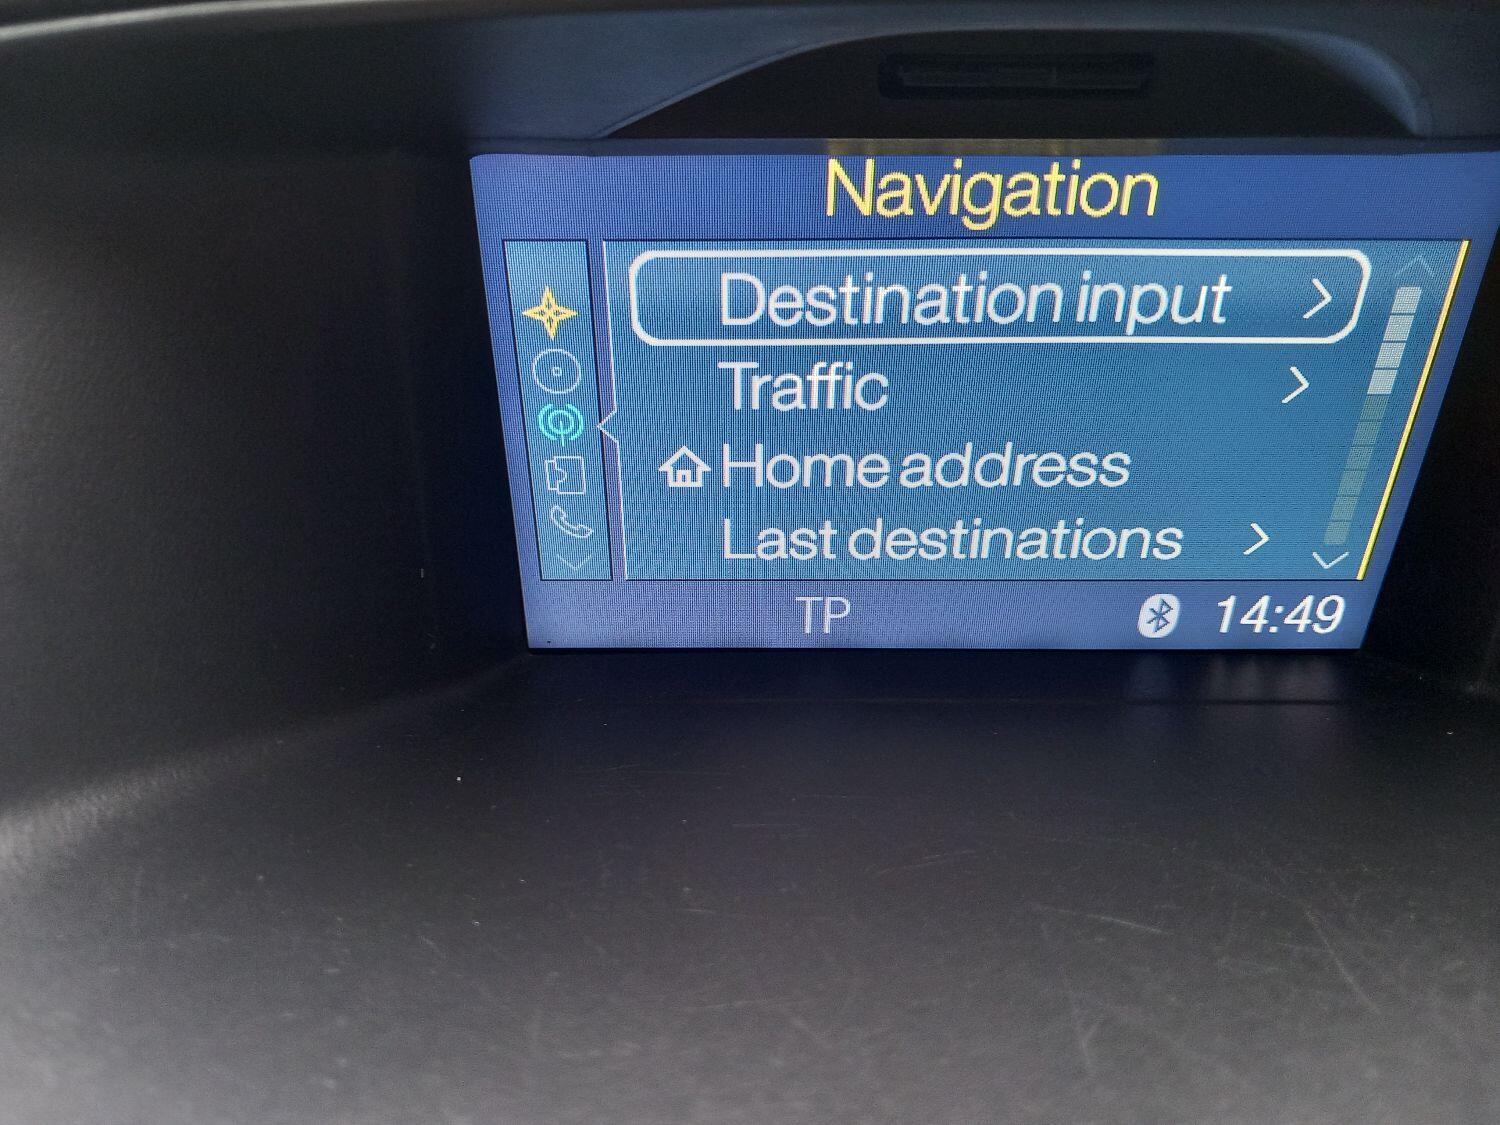 Navigation
Destination input
Traffic
Home address
Last destinations
TP 14:49